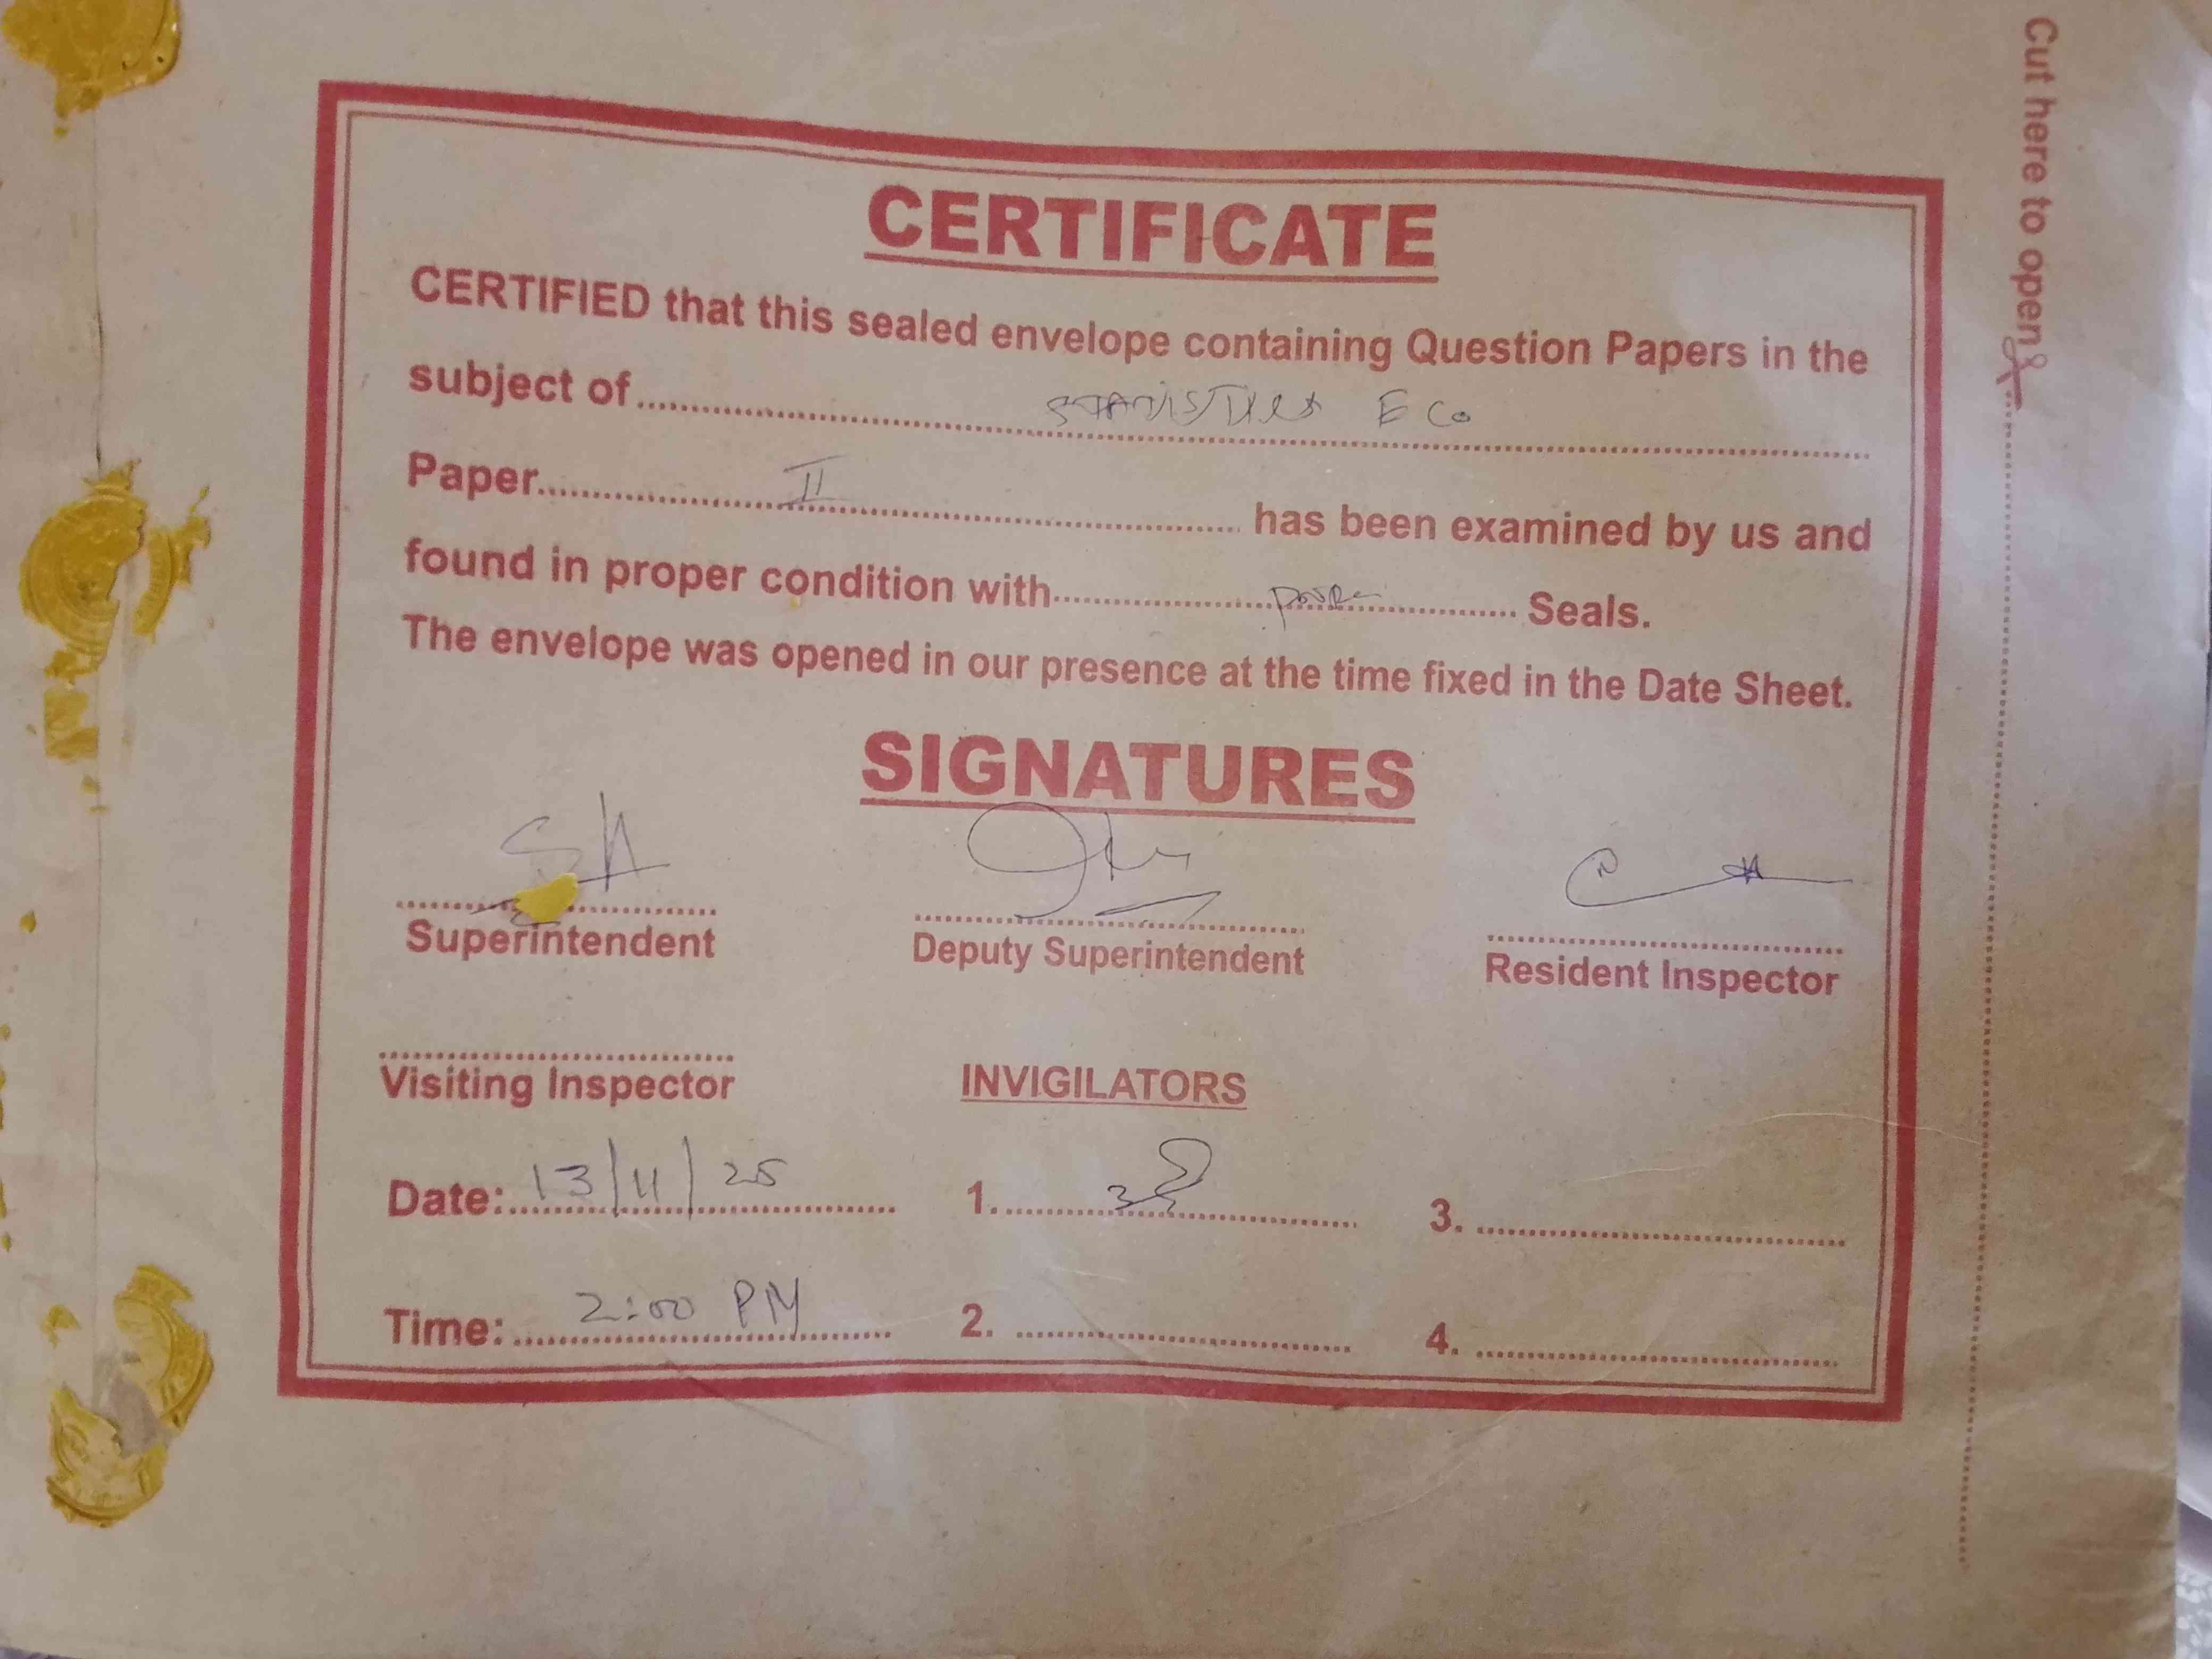 Cut here to open
CERTIFICATE
CERTIFIED that this sealed envelope containing Question Papers in the
subject of.................... Eco
Paper........II............ has been examined by us and
found in proper condition with.................... Seals.
The envelope was opened in our presence at the time fixed in the Date Sheet.
SIGNATURES
Superintendent
Deputy Superintendent
Resident Inspector
Visiting Inspector
INVIGILATORS
Date: 13/11/25
1. .................... 3. ....................
Time: 2:00 PM
2. .................... 4. ....................